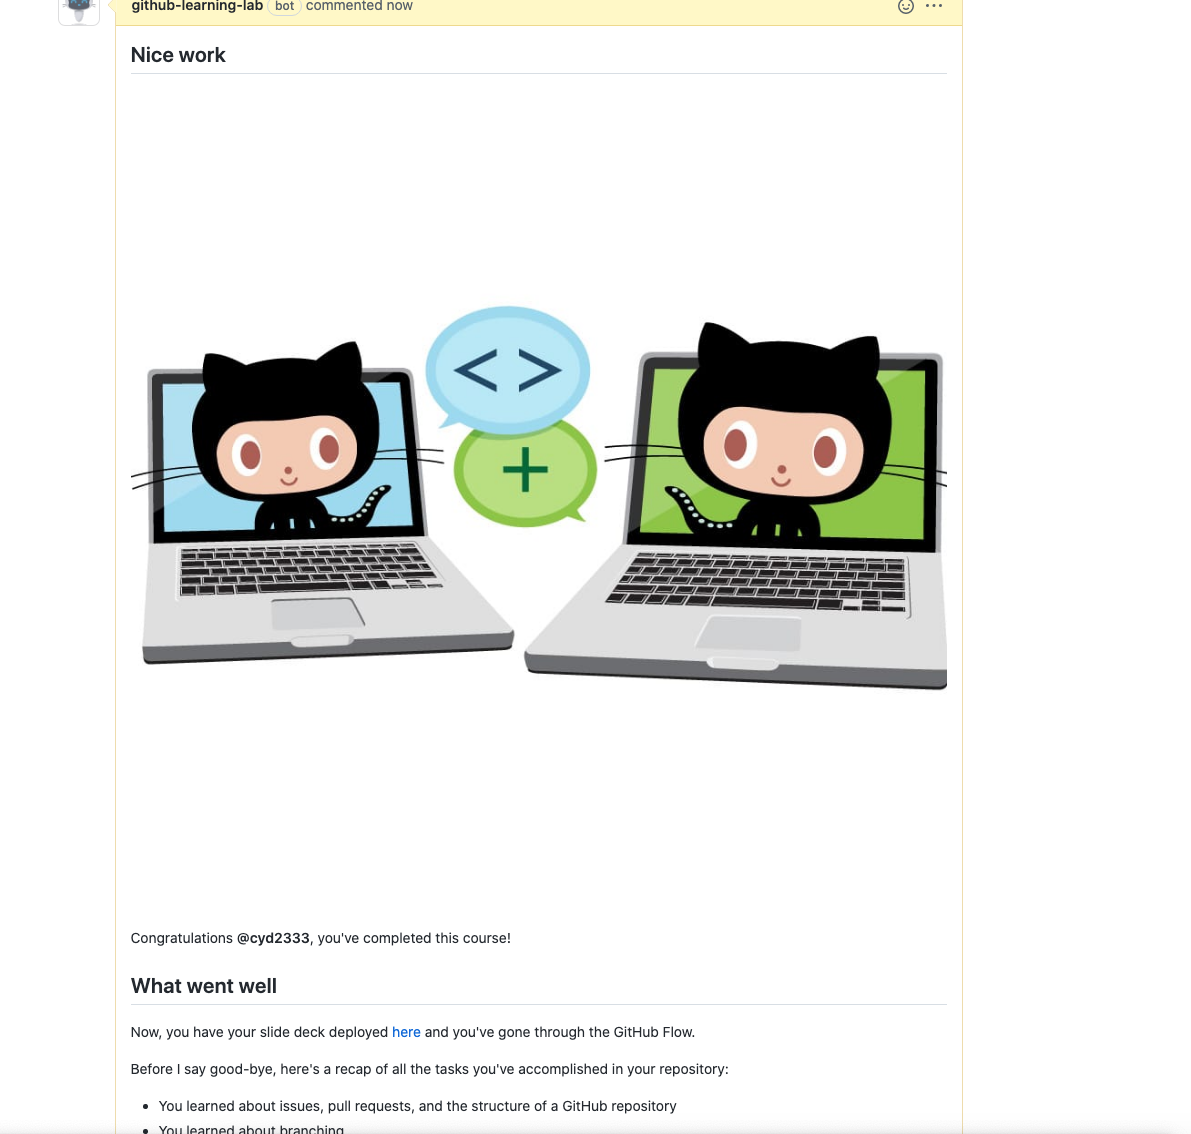 github-learning-lab bot commented now
Nice work
< >
+
Congratulations @cyd2333, you've completed this course!
What went well
Now, you have your slide deck deployed here and you've gone through the GitHub Flow.
Before I say good-bye, here's a recap of all the tasks you've accomplished in your repository:
• You learned about issues, pull requests, and the structure of a GitHub repository
• You learned about branching